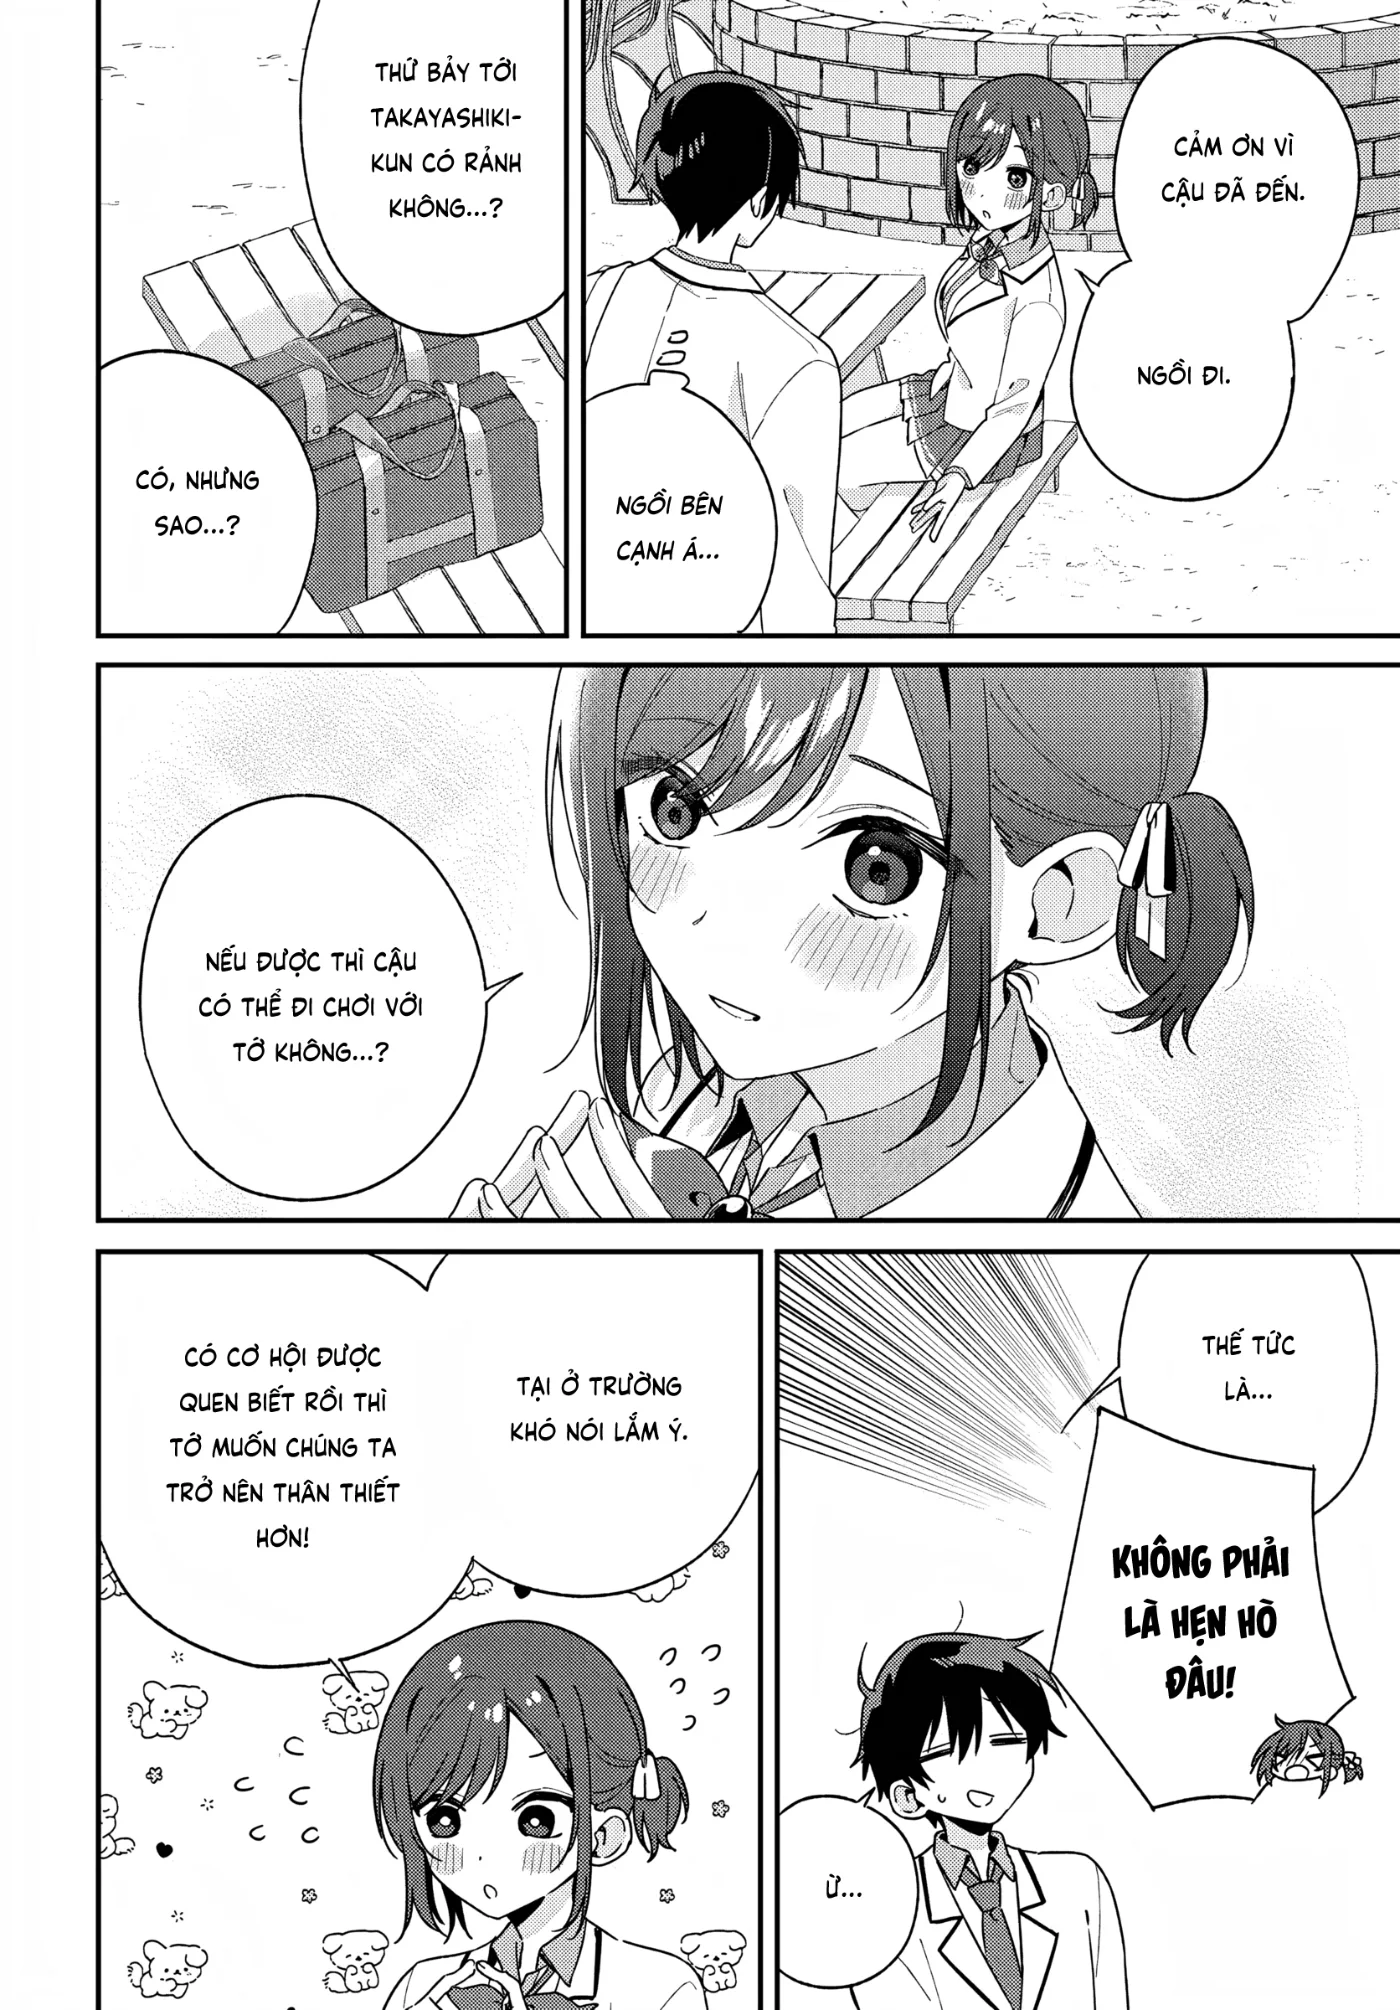 CẢM ƠN VÌ
CẬU ĐÃ ĐẾN.
NGỒI ĐI.
NGỒI BÊN
CẠNH Á...
THỨ BẢY TỚI
TAKAYASHIKI-
KUN CÓ RẢNH
KHÔNG...?
CÓ, NHƯNG
SAO...?
NẾU ĐƯỢC THÌ CẬU
CÓ THỂ ĐI CHƠI VỚI
TỚ KHÔNG...?
THẾ TỨC
LÀ...
KHÔNG PHẢI
LÀ HẸN HÒ
ĐÂU!
Ừ...
TẠI Ở TRƯỜNG
KHÓ NÓI LẮM Ý.
CÓ CƠ HỘI ĐƯỢC
QUEN BIẾT RỒI THÌ
TỚ MUỐN CHÚNG TA
TRỞ NÊN THÂN THIẾT
HƠN!